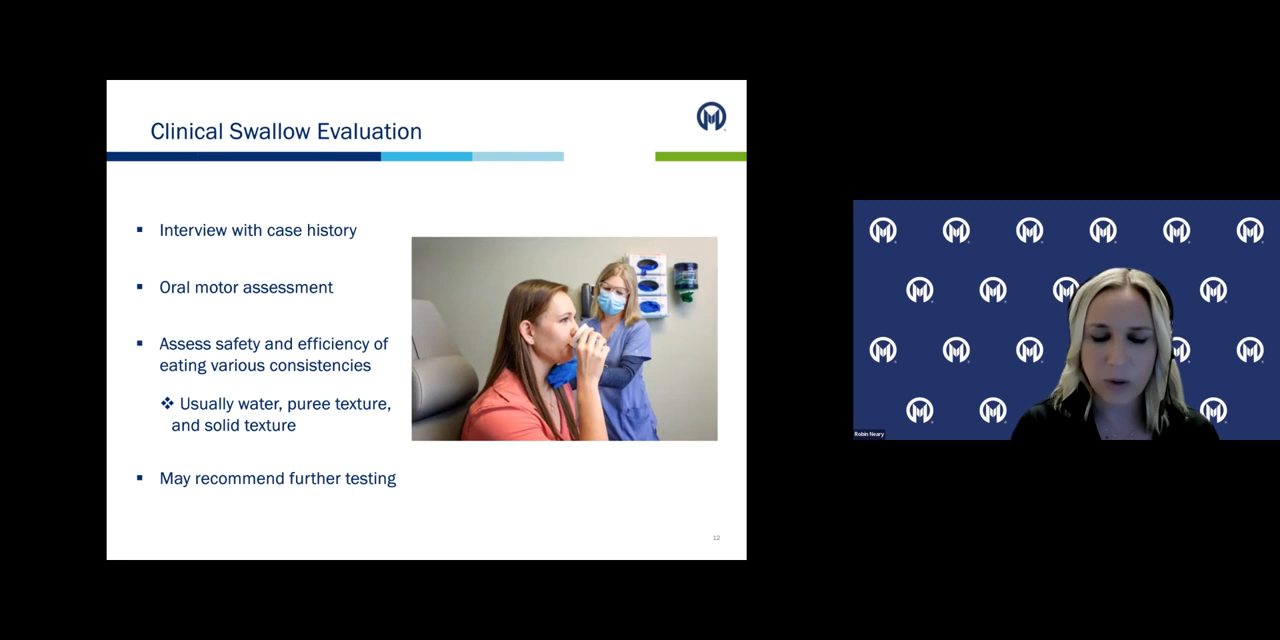 Clinical Swallow Evaluation
▪ Interview with case history
▪ Oral motor assessment
▪ Assess safety and efficiency of
eating various consistencies
❖ Usually water, puree texture,
and solid texture
▪ May recommend further testing
12
Robin Neary